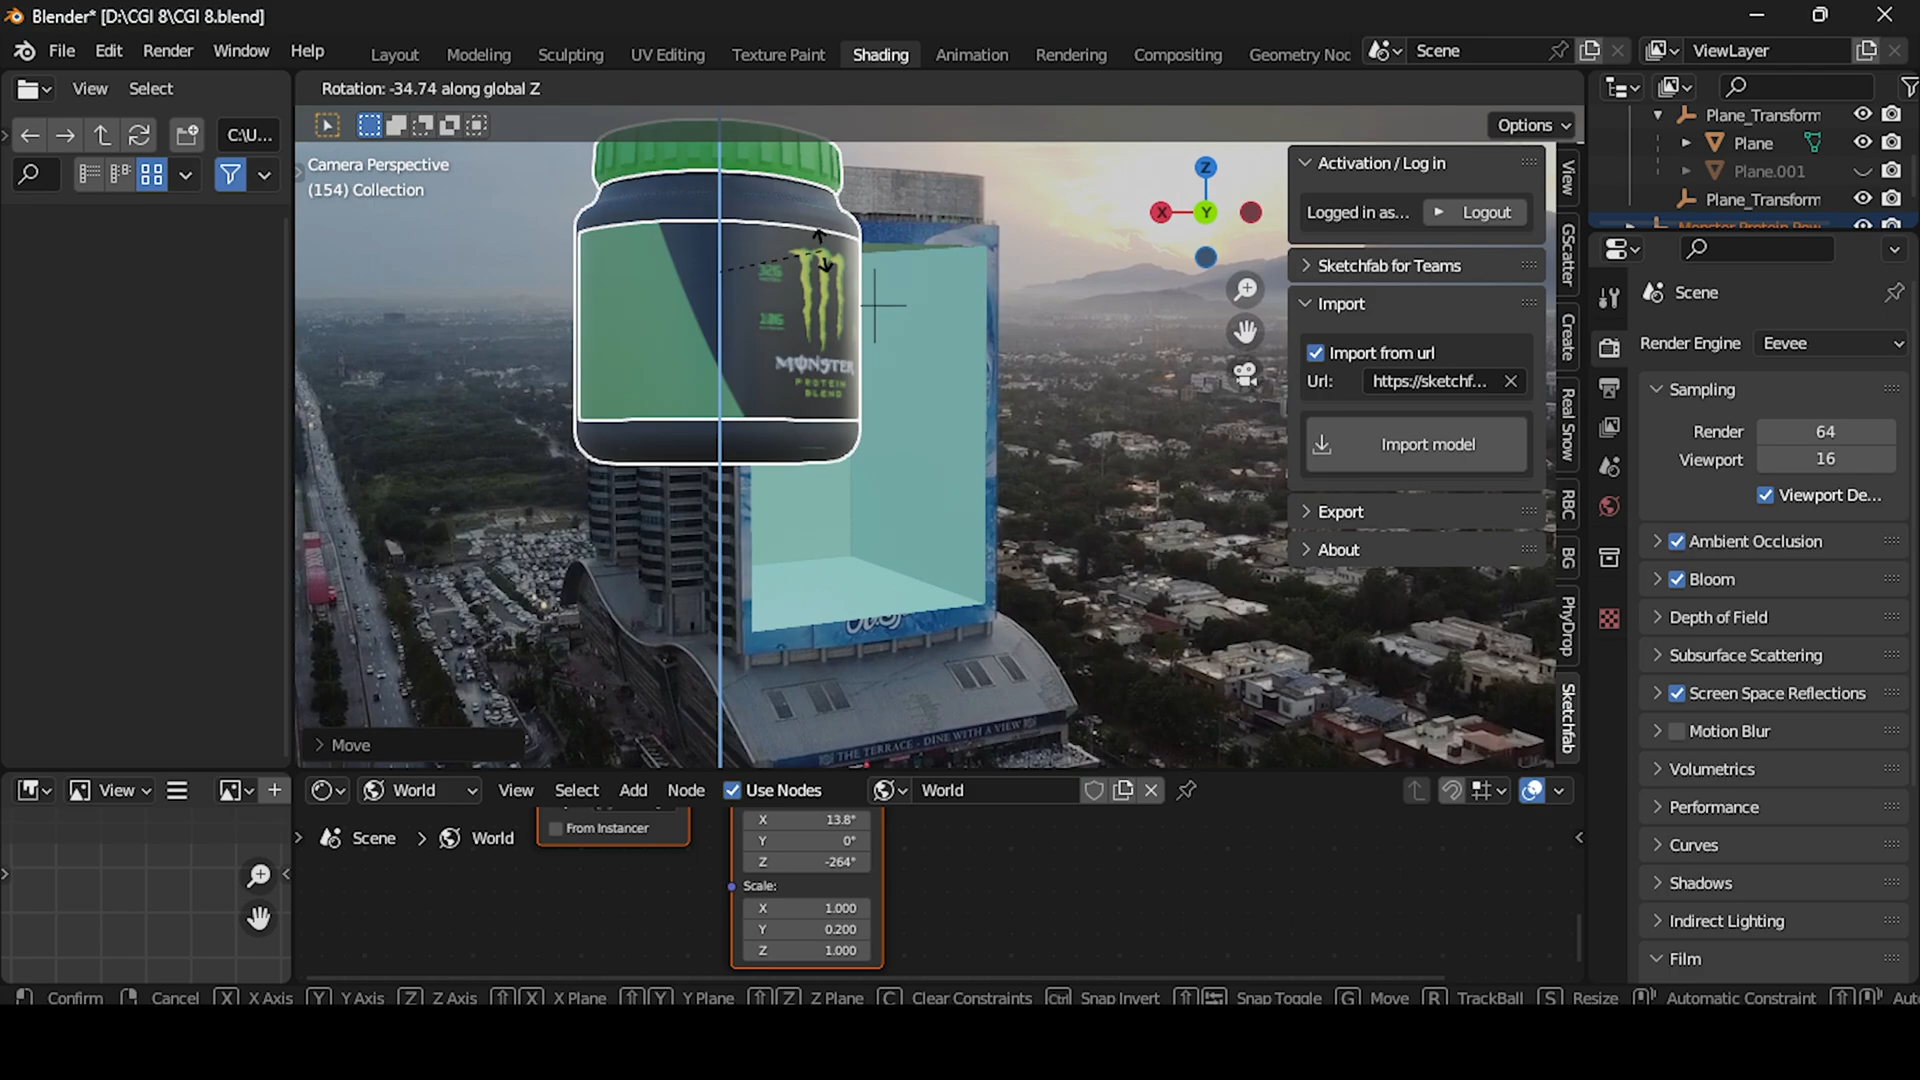 Blender* [D:\CGI 8\CGI 8.blend]
File Edit Render Window Help
Layout Modeling Sculpting UV Editing Texture Paint Shading Animation Rendering Compositing Geometry Noc
Scene
ViewLayer
View Select
Rotation: -34.74 along global Z
C:\U...
Options
Camera Perspective
(154) Collection
Z
X
Y
Activation / Log in
Logged in as... Logout
Sketchfab for Teams
Import
Import from url
Url: https://sketchf...
Import model
Export
About
View
GScatter
Create
Real Snow
RBC
BG
PhyDrop
Sketchfab
MONSTER
PROTEIN
BLEND
THE TERRACE - DINE WITH A VIEW
Move
Plane_Transform
Plane
Plane.001
Plane_Transform
Monster Protein Pow
Scene
Render Engine Eevee
Sampling
Render 64
Viewport 16
Viewport De...
Ambient Occlusion
Bloom
Depth of Field
Subsurface Scattering
Screen Space Reflections
Motion Blur
Volumetrics
Performance
Curves
Shadows
Indirect Lighting
Film
View
World View Select Add Node Use Nodes World
Scene World
From Instancer
X 13.8°
Y 0°
Z -264°
Scale:
X 1.000
Y 0.200
Z 1.000
Confirm Cancel X X Axis Y Y Axis Z Z Axis X X Plane Y Y Plane Z Z Plane C Clear Constraints Ctrl Snap Invert Snap Toggle G Move R TrackBall S Resize Automatic Constraint Aut